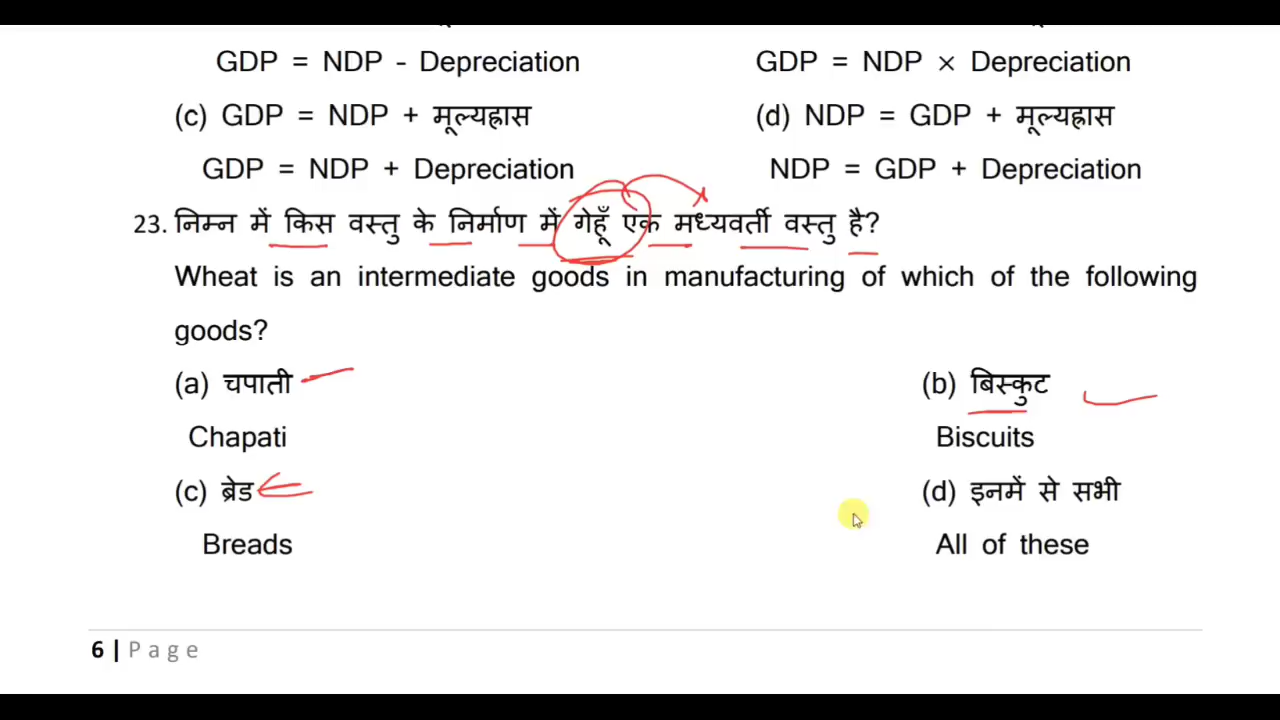 GDP = NDP - Depreciation GDP = NDP × Depreciation
(c) GDP = NDP + मूल्यह्रास (d) NDP = GDP + मूल्यह्रास
GDP = NDP + Depreciation NDP = GDP + Depreciation
23. निम्न में किस वस्तु के निर्माण में गेहूँ एक मध्यवर्ती वस्तु है?
Wheat is an intermediate goods in manufacturing of which of the following
goods?
(a) चपाती (b) बिस्कुट
Chapati Biscuits
(c) ब्रेड (d) इनमें से सभी
Breads All of these
6 | Page